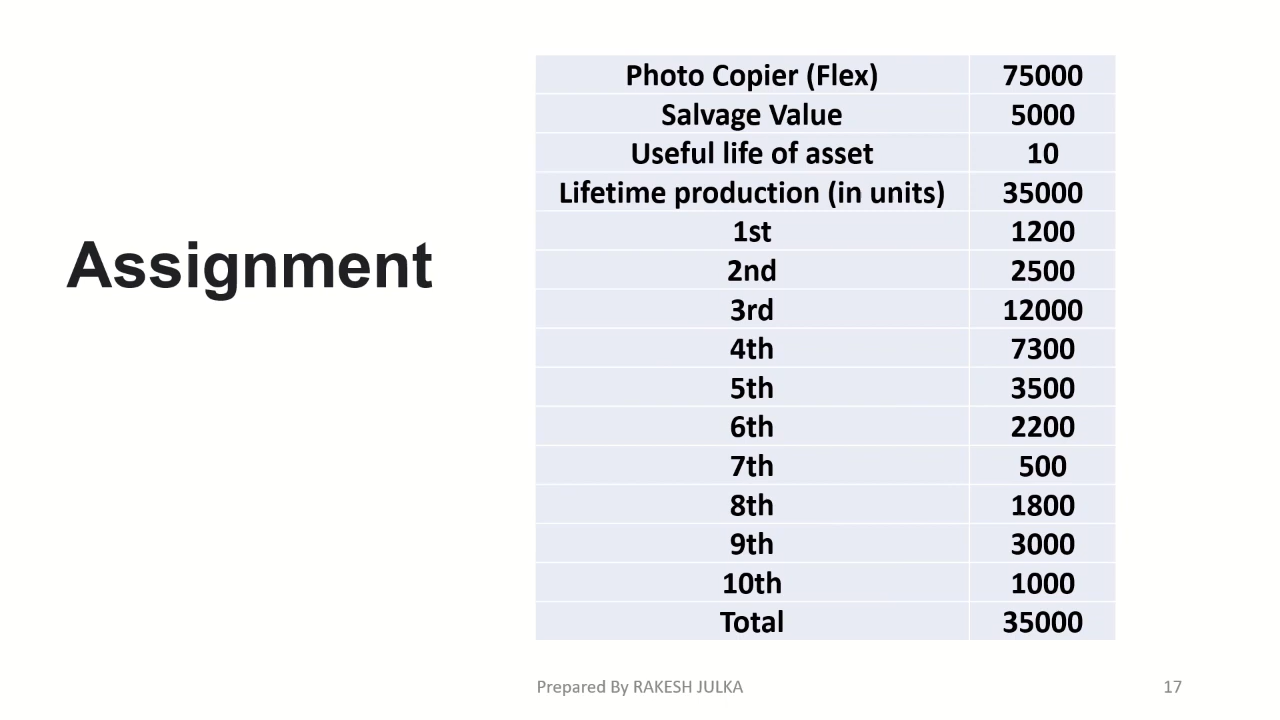 Assignment
Photo Copier (Flex) 75000
Salvage Value 5000
Useful life of asset 10
Lifetime production (in units) 35000
1st 1200
2nd 2500
3rd 12000
4th 7300
5th 3500
6th 2200
7th 500
8th 1800
9th 3000
10th 1000
Total 35000
Prepared By RAKESH JULKA 17